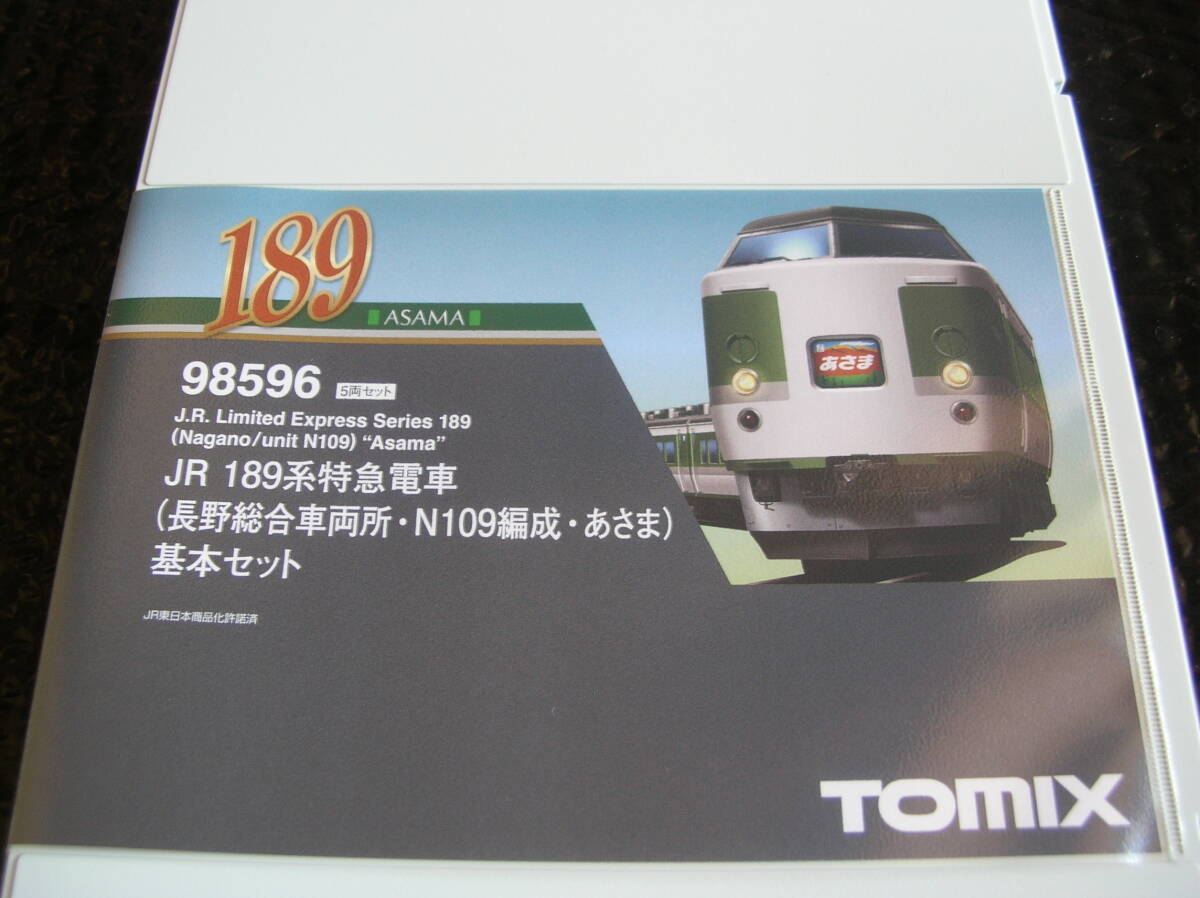 189
ASAMA
98596 5両セット
J.R. Limited Express Series 189
(Nagano/unit N109) “Asama”
JR 189系特急電車
(長野総合車両所・N109編成・あさま)
基本セット
JR東日本商品化許諾済
あさま
TOMIX